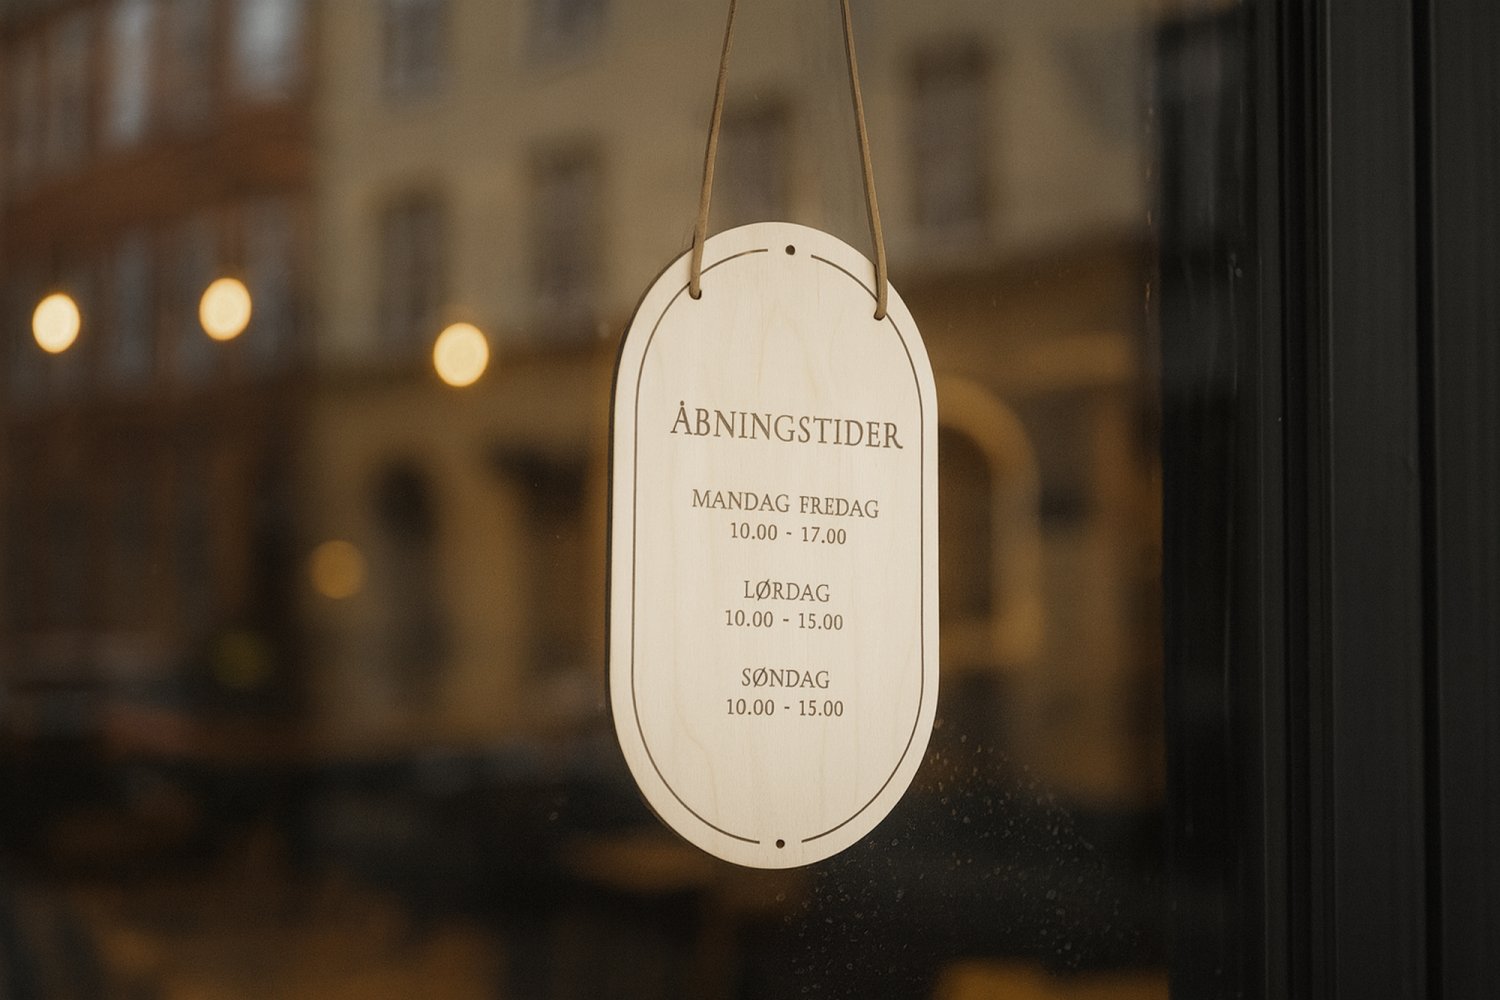 ÅBNINGSTIDER
MANDAG FREDAG
10.00 - 17.00
LØRDAG
10.00 - 15.00
SØNDAG
10.00 - 15.00